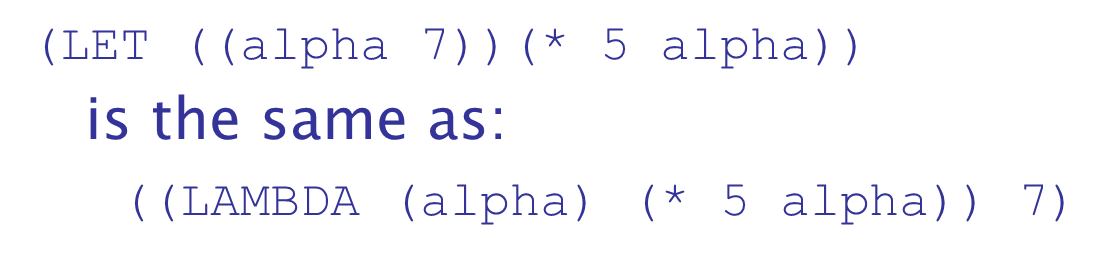 (LET ((alpha 7))(* 5 alpha))
is the same as:
((LAMBDA (alpha) (* 5 alpha)) 7)